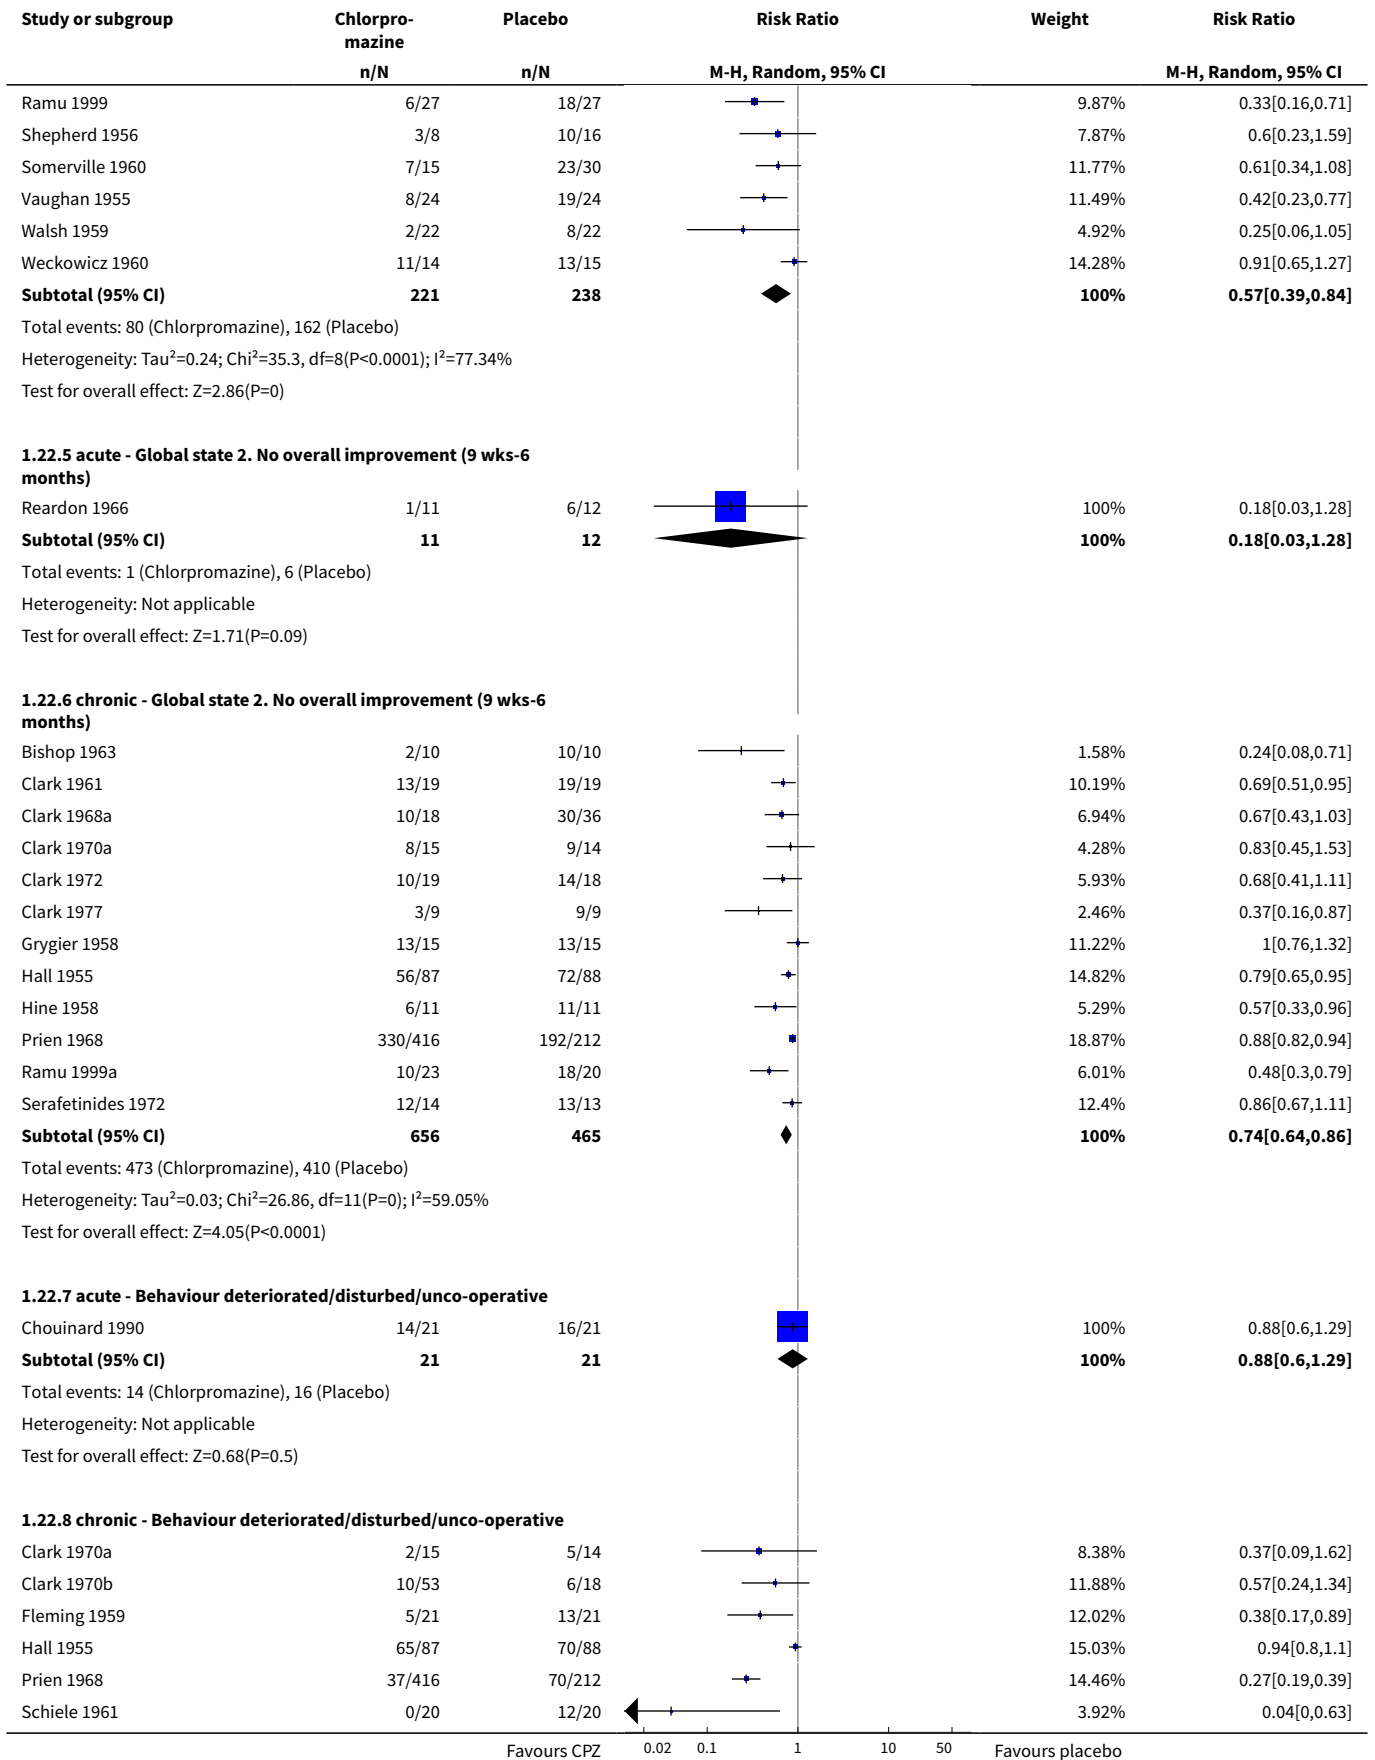 Study or subgroup Chlorpro- Placebo Risk Ratio Weight Risk Ratio
mazine
n/N n/N M-H, Random, 95% CI M-H, Random, 95% CI
Ramu 1999 6/27 18/27 9.87% 0.33[0.16,0.71]
Shepherd 1956 3/8 10/16 7.87% 0.6[0.23,1.59]
Somerville 1960 7/15 23/30 11.77% 0.61[0.34,1.08]
Vaughan 1955 8/24 19/24 11.49% 0.42[0.23,0.77]
Walsh 1959 2/22 8/22 4.92% 0.25[0.06,1.05]
Weckowicz 1960 11/14 13/15 14.28% 0.91[0.65,1.27]
Subtotal (95% CI) 221 238 100% 0.57[0.39,0.84]
Total events: 80 (Chlorpromazine), 162 (Placebo)
Heterogeneity: Tau²=0.24; Chi²=35.3, df=8(P<0.0001); I²=77.34%
Test for overall effect: Z=2.86(P=0)
1.22.5 acute - Global state 2. No overall improvement (9 wks-6
months)
Reardon 1966 1/11 6/12 100% 0.18[0.03,1.28]
Subtotal (95% CI) 11 12 100% 0.18[0.03,1.28]
Total events: 1 (Chlorpromazine), 6 (Placebo)
Heterogeneity: Not applicable
Test for overall effect: Z=1.71(P=0.09)
1.22.6 chronic - Global state 2. No overall improvement (9 wks-6
months)
Bishop 1963 2/10 10/10 1.58% 0.24[0.08,0.71]
Clark 1961 13/19 19/19 10.19% 0.69[0.51,0.95]
Clark 1968a 10/18 30/36 6.94% 0.67[0.43,1.03]
Clark 1970a 8/15 9/14 4.28% 0.83[0.45,1.53]
Clark 1972 10/19 14/18 5.93% 0.68[0.41,1.11]
Clark 1977 3/9 9/9 2.46% 0.37[0.16,0.87]
Grygier 1958 13/15 13/15 11.22% 1[0.76,1.32]
Hall 1955 56/87 72/88 14.82% 0.79[0.65,0.95]
Hine 1958 6/11 11/11 5.29% 0.57[0.33,0.96]
Prien 1968 330/416 192/212 18.87% 0.88[0.82,0.94]
Ramu 1999a 10/23 18/20 6.01% 0.48[0.3,0.79]
Serafetinides 1972 12/14 13/13 12.4% 0.86[0.67,1.11]
Subtotal (95% CI) 656 465 100% 0.74[0.64,0.86]
Total events: 473 (Chlorpromazine), 410 (Placebo)
Heterogeneity: Tau²=0.03; Chi²=26.86, df=11(P=0); I²=59.05%
Test for overall effect: Z=4.05(P<0.0001)
1.22.7 acute - Behaviour deteriorated/disturbed/unco-operative
Chouinard 1990 14/21 16/21 100% 0.88[0.6,1.29]
Subtotal (95% CI) 21 21 100% 0.88[0.6,1.29]
Total events: 14 (Chlorpromazine), 16 (Placebo)
Heterogeneity: Not applicable
Test for overall effect: Z=0.68(P=0.5)
1.22.8 chronic - Behaviour deteriorated/disturbed/unco-operative
Clark 1970a 2/15 5/14 8.38% 0.37[0.09,1.62]
Clark 1970b 10/53 6/18 11.88% 0.57[0.24,1.34]
Fleming 1959 5/21 13/21 12.02% 0.38[0.17,0.89]
Hall 1955 65/87 70/88 15.03% 0.94[0.8,1.1]
Prien 1968 37/416 70/212 14.46% 0.27[0.19,0.39]
Schiele 1961 0/20 12/20 3.92% 0.04[0,0.63]
Favours CPZ 0.02 0.1 1 10 50 Favours placebo